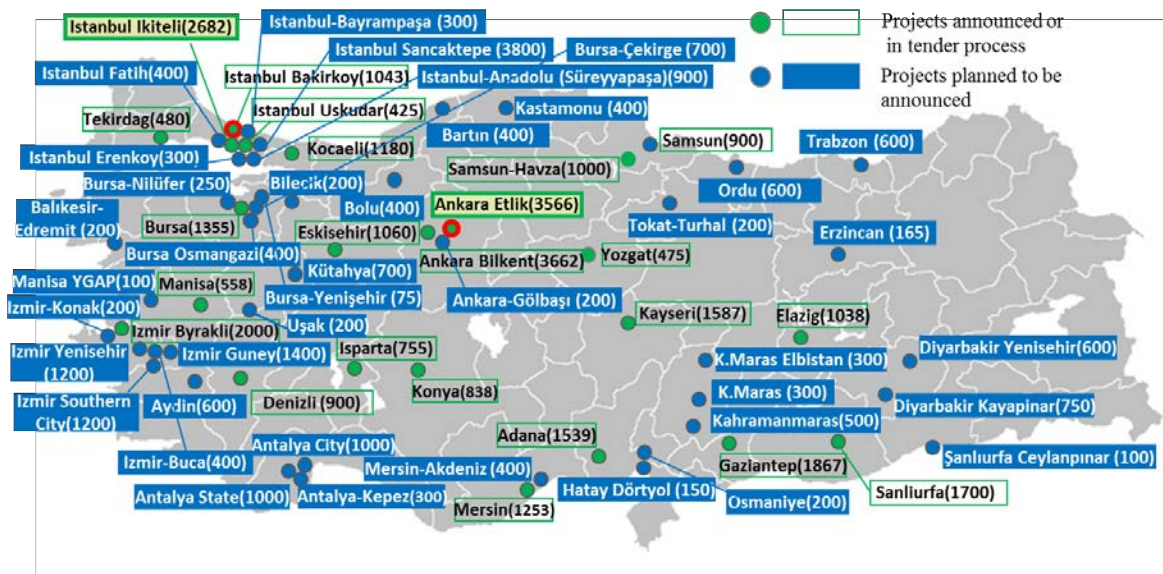 Istanbul Ikiteli(2682)
Istanbul-Bayrampaşa (300)
Projects announced or
in tender process
Istanbul Sancaktepe (3800)
Bursa-Çekirge (700)
Istanbul Fatih(400)
Istanbul Bakirkoy(1043)
Istanbul-Anadolu (Süreyyapaşa)(900)
Projects planned to be
announced
Tekirdag(480)
Istanbul Uskudar(425)
Kastamonu (400)
Bartın (400)
Istanbul Erenkoy(300)
Kocaeli(1180)
Samsun(900)
Trabzon (600)
Samsun-Havza(1000)
Bursa-Nilüfer (250)
Bilecik(200)
Ordu (600)
Balıkesir-
Edremit (200)
Bolu(400)
Ankara Etlik(3566)
Tokat-Turhal (200)
Bursa(1355)
Eskisehir(1060)
Erzincan (165)
Bursa Osmangazi(400)
Ankara Bilkent(3662)
Yozgat(475)
Manisa YGAP(100)
Manisa(558)
Kütahya(700)
Bursa-Yenişehir (75)
Ankara-Gölbaşı (200)
Izmir-Konak(200)
Uşak (200)
Kayseri(1587)
Elazig(1038)
Izmir Byrakli(2000)
Izmir Yenisehir
(1200)
Izmir Guney(1400)
Isparta(755)
K.Maras Elbistan (300)
Diyarbakir Yenisehir(600)
Izmir Southern
City(1200)
Aydin(600)
Denizli (900)
Konya(838)
K.Maras (300)
Diyarbakir Kayapinar(750)
Kahramanmaras(500)
Izmir-Buca(400)
Antalya City(1000)
Adana(1539)
Mersin-Akdeniz (400)
Gaziantep(1867)
Şanlıurfa Ceylanpınar (100)
Antalya State(1000)
Antalya-Kepez(300)
Hatay Dörtyol (150)
Osmaniye(200)
Sanliurfa(1700)
Mersin(1253)